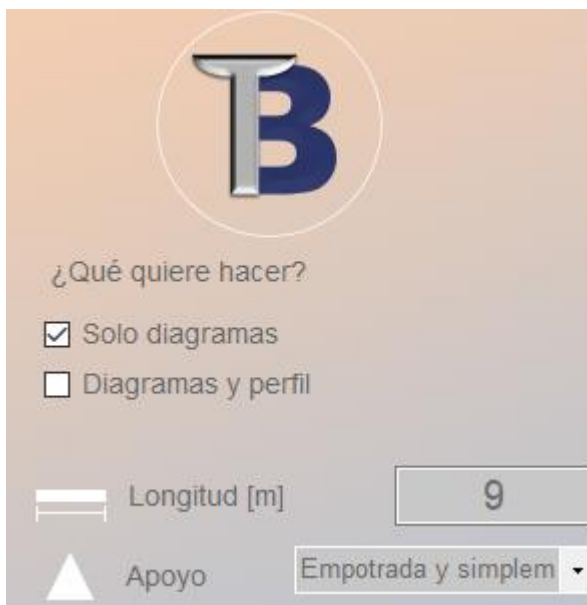 TB
¿Qué quiere hacer?
Solo diagramas
Diagramas y perfil
Longitud [m] 9
Apoyo Empotrada y simplem